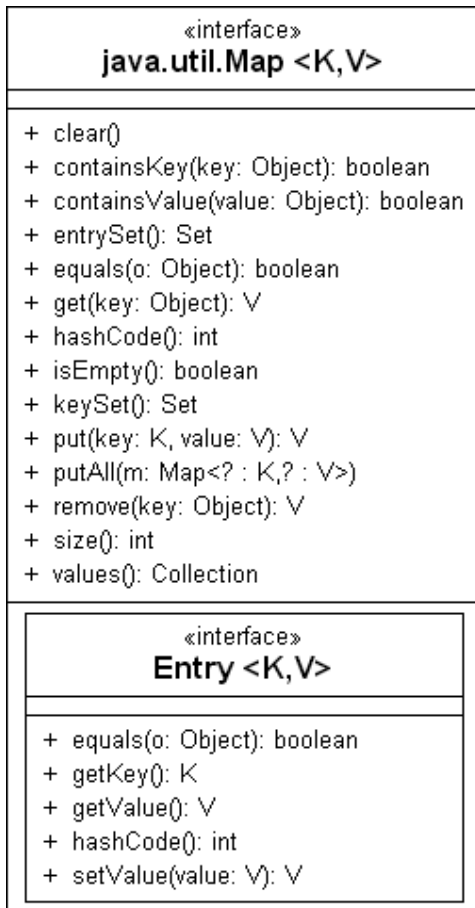 «interface»
java.util.Map <K,V>
+ clear()
+ containsKey(key: Object): boolean
+ containsValue(value: Object): boolean
+ entrySet(): Set
+ equals(o: Object): boolean
+ get(key: Object): V
+ hashCode(): int
+ isEmpty(): boolean
+ keySet(): Set
+ put(key: K, value: V): V
+ putAll(m: Map<? : K,? : V>)
+ remove(key: Object): V
+ size(): int
+ values(): Collection
«interface»
Entry <K,V>
+ equals(o: Object): boolean
+ getKey(): K
+ getValue(): V
+ hashCode(): int
+ setValue(value: V): V